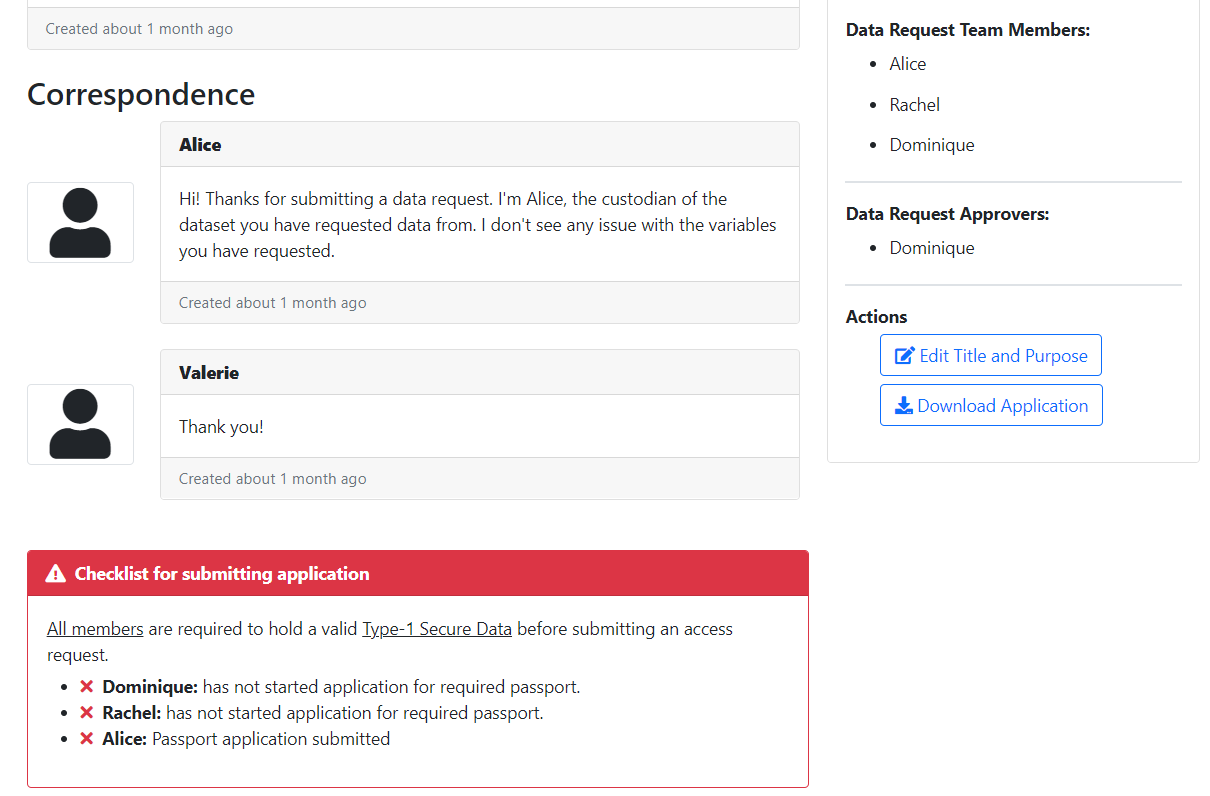 Created about 1 month ago
Correspondence
Alice
Hi! Thanks for submitting a data request. I'm Alice, the custodian of the
dataset you have requested data from. I don't see any issue with the variables
you have requested.
Created about 1 month ago
Valerie
Thank you!
Created about 1 month ago
Checklist for submitting application
All members are required to hold a valid Type-1 Secure Data before submitting an access
request.
Dominique: has not started application for required passport.
Rachel: has not started application for required passport.
Alice: Passport application submitted
Data Request Team Members:
Alice
Rachel
Dominique
Data Request Approvers:
Dominique
Actions
Edit Title and Purpose
Download Application